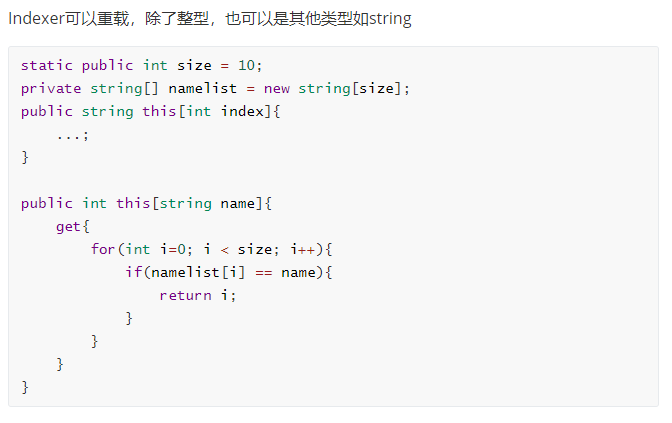 Indexer可以重载，除了整型，也可以是其他类型如string
static public int size = 10;
private string[] namelist = new string[size];
public string this[int index]{
    ...;
}

public int this[string name]{
    get{
        for(int i=0; i < size; i++){
            if(namelist[i] == name){
                return i;
            }
        }
    }
}